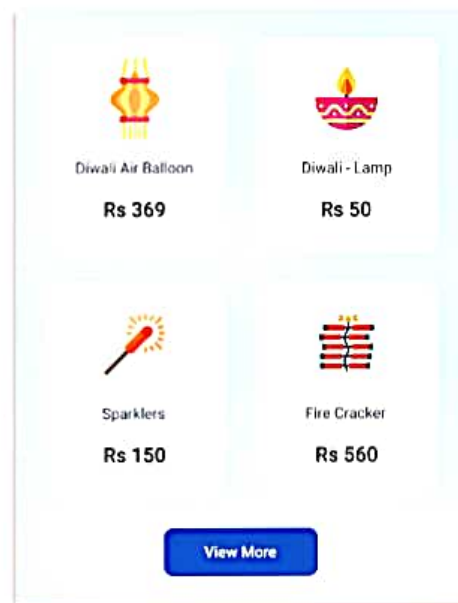 Diwali Air Balloon
Rs 369
Diwali - Lamp
Rs 50
Sparklers
Rs 150
Fire Cracker
Rs 560
View More